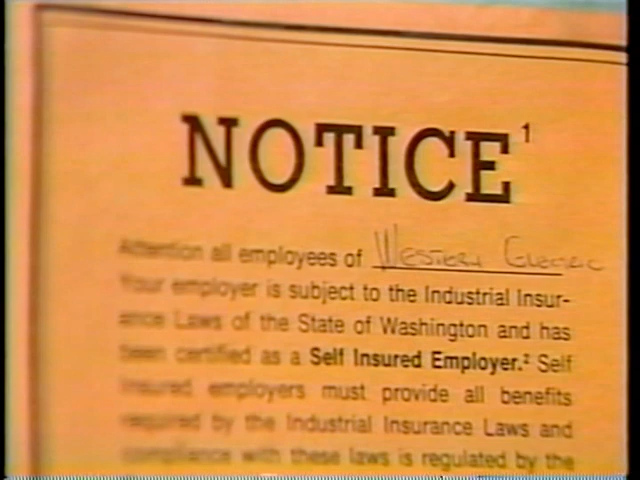 NOTICE¹
Attention all employees of Western Electric
Your employer is subject to the Industrial Insur-
ance Laws of the State of Washington and has
been certified as a Self Insured Employer.² Self
insured employers must provide all benefits
required by the Industrial Insurance Laws and
compliance with these laws is regulated by the